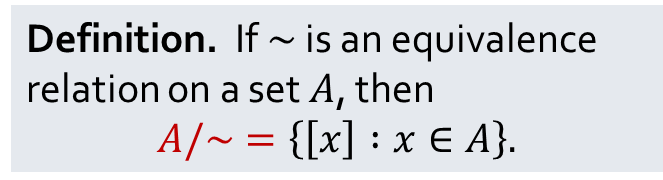 Definition. If ~ is an equivalence
relation on a set 𝐴, then
𝐴/~ = {[𝑥] : 𝑥 ∈ 𝐴}.